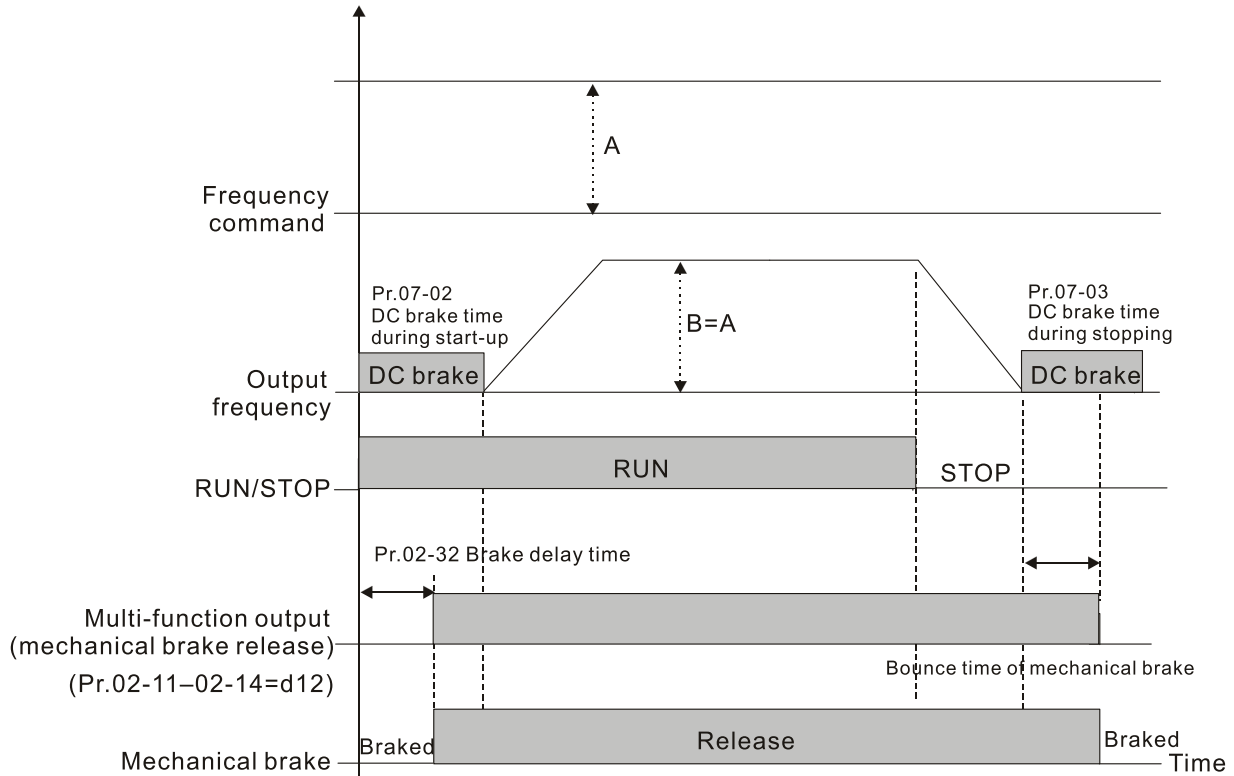 A
Frequency
command
Pr.07-02
DC brake time
during start-up
Pr.07-03
DC brake time
during stopping
B=A
DC brake
DC brake
Output
frequency
RUN
STOP
RUN/STOP
Pr.02-32 Brake delay time
Multi-function output
(mechanical brake release)
(Pr.02-11–02-14=d12)
Bounce time of mechanical brake
Braked
Release
Braked
Mechanical brake
Time